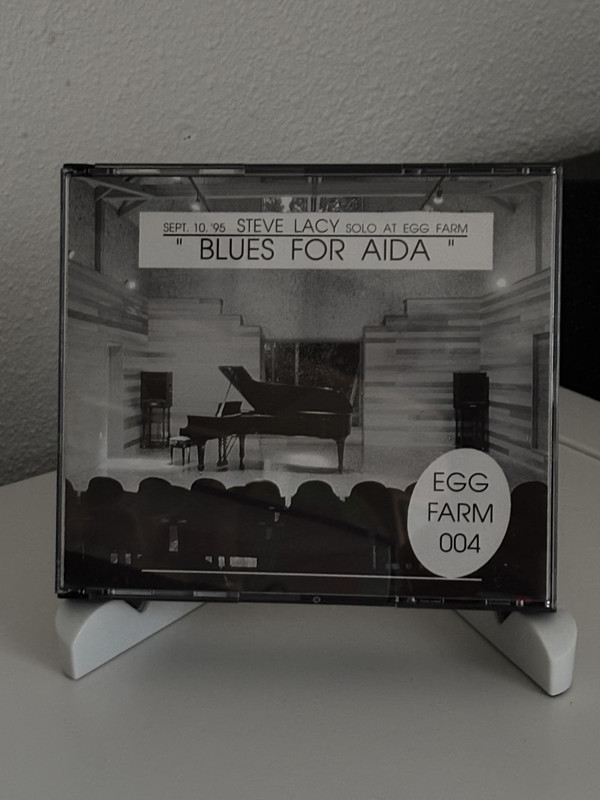 SEPT. 10. '95 STEVE LACY SOLO AT EGG FARM
" BLUES FOR AIDA "
EGG
FARM
004